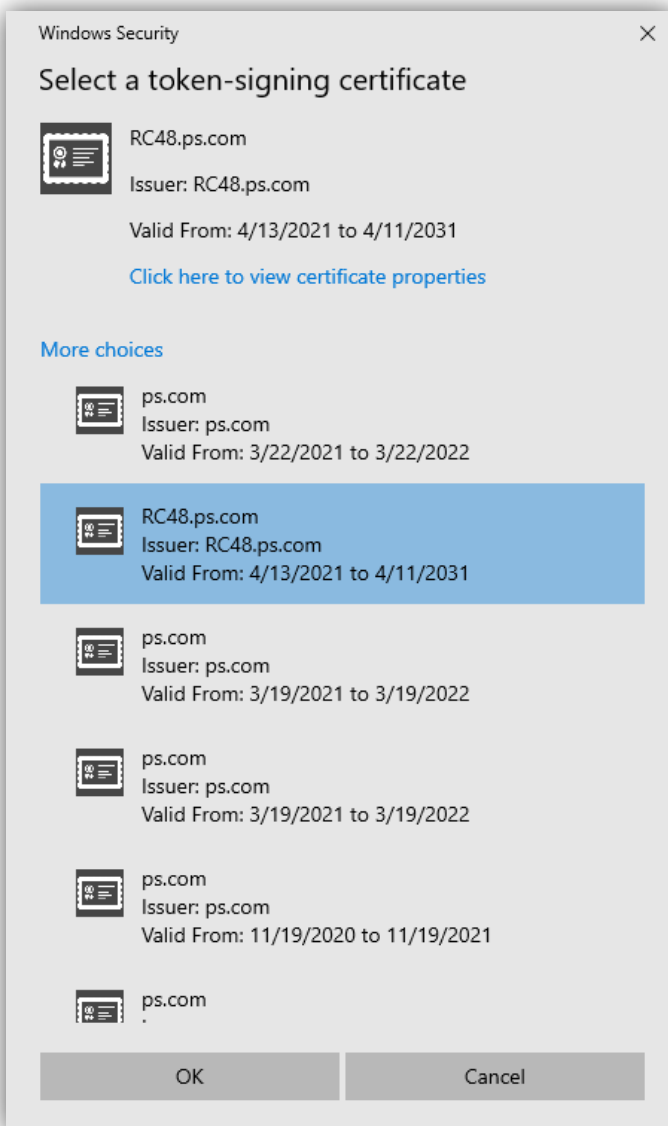 Windows Security
Select a token-signing certificate
RC48.ps.com
Issuer: RC48.ps.com
Valid From: 4/13/2021 to 4/11/2031
Click here to view certificate properties
More choices
ps.com
Issuer: ps.com
Valid From: 3/22/2021 to 3/22/2022
RC48.ps.com
Issuer: RC48.ps.com
Valid From: 4/13/2021 to 4/11/2031
ps.com
Issuer: ps.com
Valid From: 3/19/2021 to 3/19/2022
ps.com
Issuer: ps.com
Valid From: 3/19/2021 to 3/19/2022
ps.com
Issuer: ps.com
Valid From: 11/19/2020 to 11/19/2021
ps.com
OK Cancel